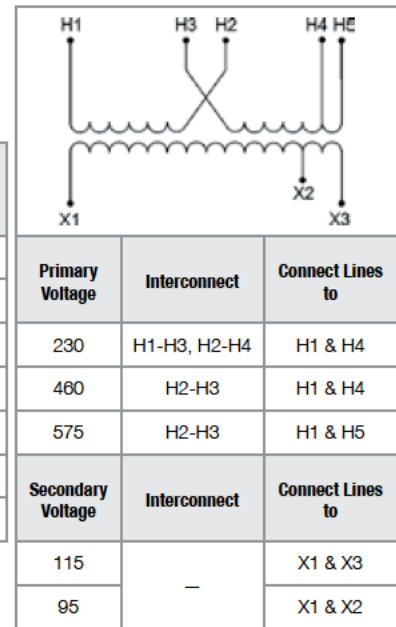 H1 H3 H2 H4 H5
X2
X1 X3
Primary Voltage Interconnect Connect Lines to
230 H1-H3, H2-H4 H1 & H4
460 H2-H3 H1 & H4
575 H2-H3 H1 & H5
Secondary Voltage Interconnect Connect Lines to
115 — X1 & X3
95 X1 & X2